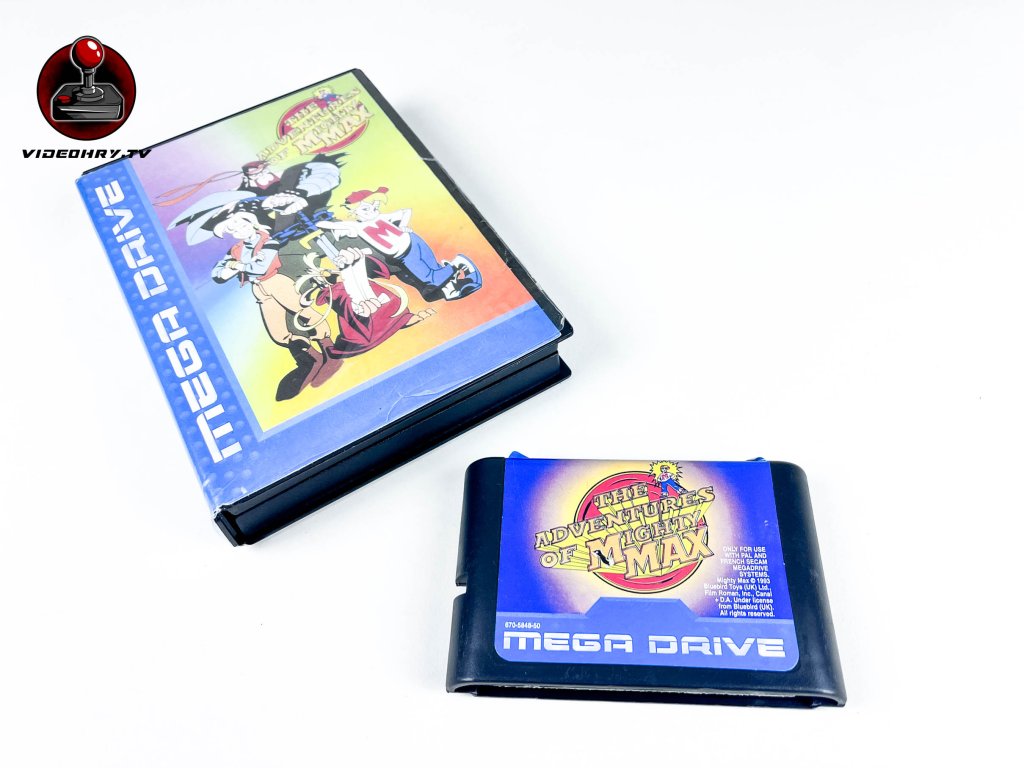 VIDEOHRY.TV
MEGA DRIVE
THE
ADVENTURES
OF MIGHTY
MAX
M
THE
ADVENTURES
OF MIGHTY
MAX
ONLY FOR USE
WITH PAL AND
FRENCH SECAM
MEGADRIVE
SYSTEMS.
Mighty Max © 1993
Bluebird Toys (UK) Ltd.,
Film Roman, Inc., Canal
+ D.A. Under license
from Bluebird (UK).
All rights reserved.
670-5848-50
MEGA DRIVE